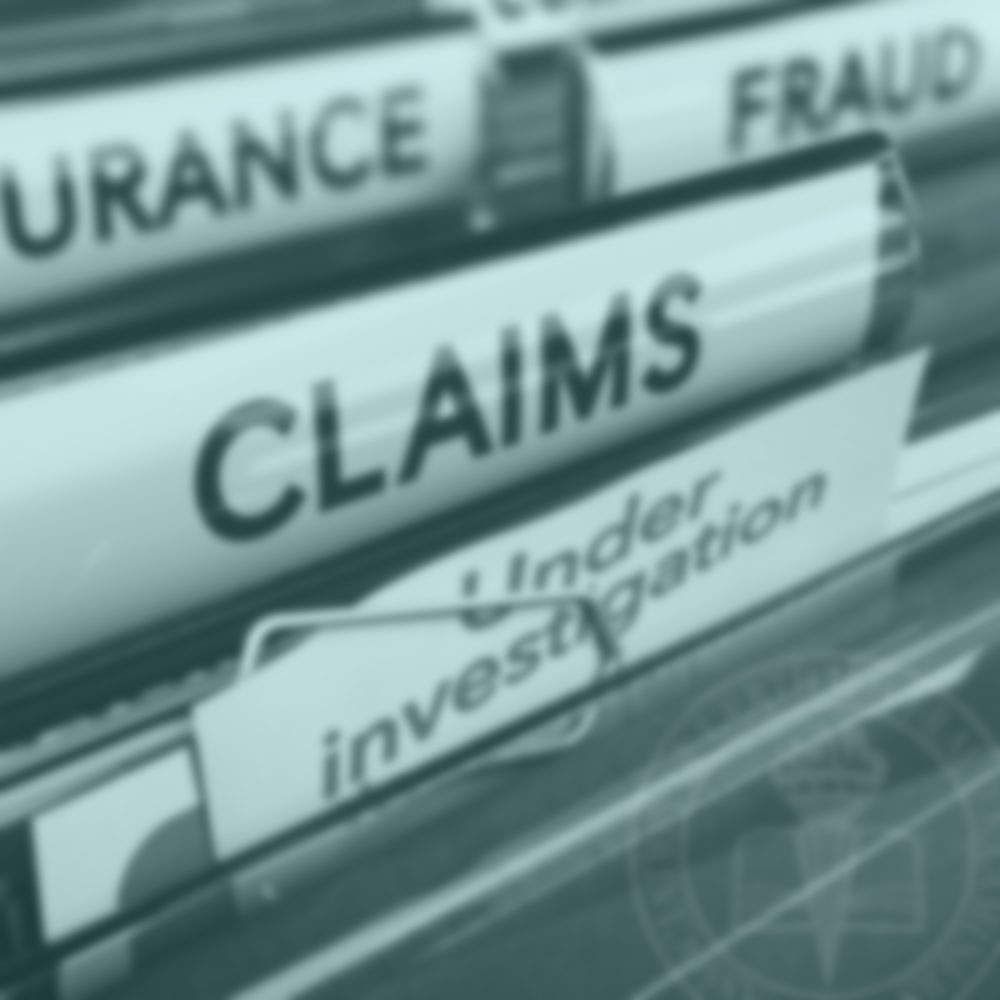 URANCE
FRAUD
CLAIMS
Under
investigation